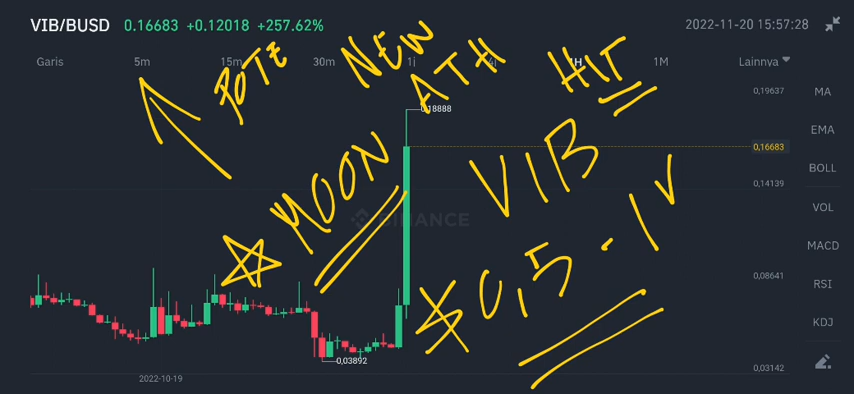 VIB/BUSD 0.16683 +0.12018 +257.62% 2022-11-20 15:57:28
Garis 5m 15m 30m 1j 1H 1M Lainnya
NEW
ATH
HIT
0,19637
MA
0,18888
EMA
MOON
VIB
0,16683
BOLL
0,14139
BINANCE
VOL
MACD
0,5 - 1
0,08641
RSI
KDJ
0,03892
0,03142
2022-10-19